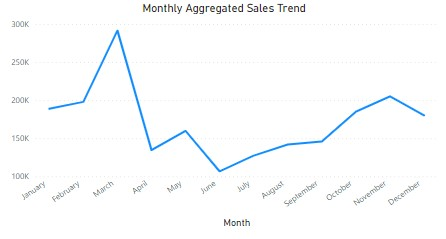 Monthly Aggregated Sales Trend
300K
250K
200K
150K
100K
January
February
March
April
May
June
July
August
September
October
November
December
Month